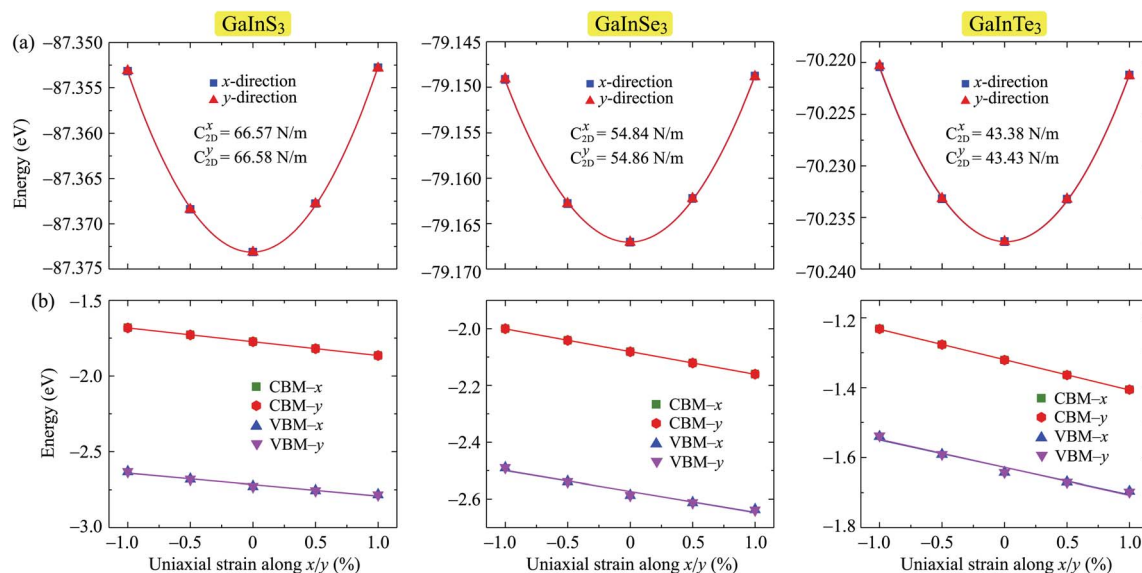 GaInS₃
GaInSe₃
GaInTe₃
(a)
Energy (eV)
−87.350
−87.355
−87.360
−87.365
−87.370
−87.375
x-direction
y-direction
C₂Dˣ = 66.57 N/m
C₂Dʸ = 66.58 N/m
−79.145
−79.150
−79.155
−79.160
−79.165
−79.170
x-direction
y-direction
C₂Dˣ = 54.84 N/m
C₂Dʸ = 54.86 N/m
−70.220
−70.225
−70.230
−70.235
−70.240
x-direction
y-direction
C₂Dˣ = 43.38 N/m
C₂Dʸ = 43.43 N/m
(b)
Energy (eV)
−1.5
−2.0
−2.5
−3.0
CBM–x
CBM–y
VBM–x
VBM–y
−1.0 −0.5 0 0.5 1.0
Uniaxial strain along x/y (%)
−2.0
−2.2
−2.4
−2.6
CBM–x
CBM–y
VBM–x
VBM–y
−1.0 −0.5 0 0.5 1.0
Uniaxial strain along x/y (%)
−1.2
−1.4
−1.6
−1.8
CBM–x
CBM–y
VBM–x
VBM–y
−1.0 −0.5 0 0.5 1.0
Uniaxial strain along x/y (%)